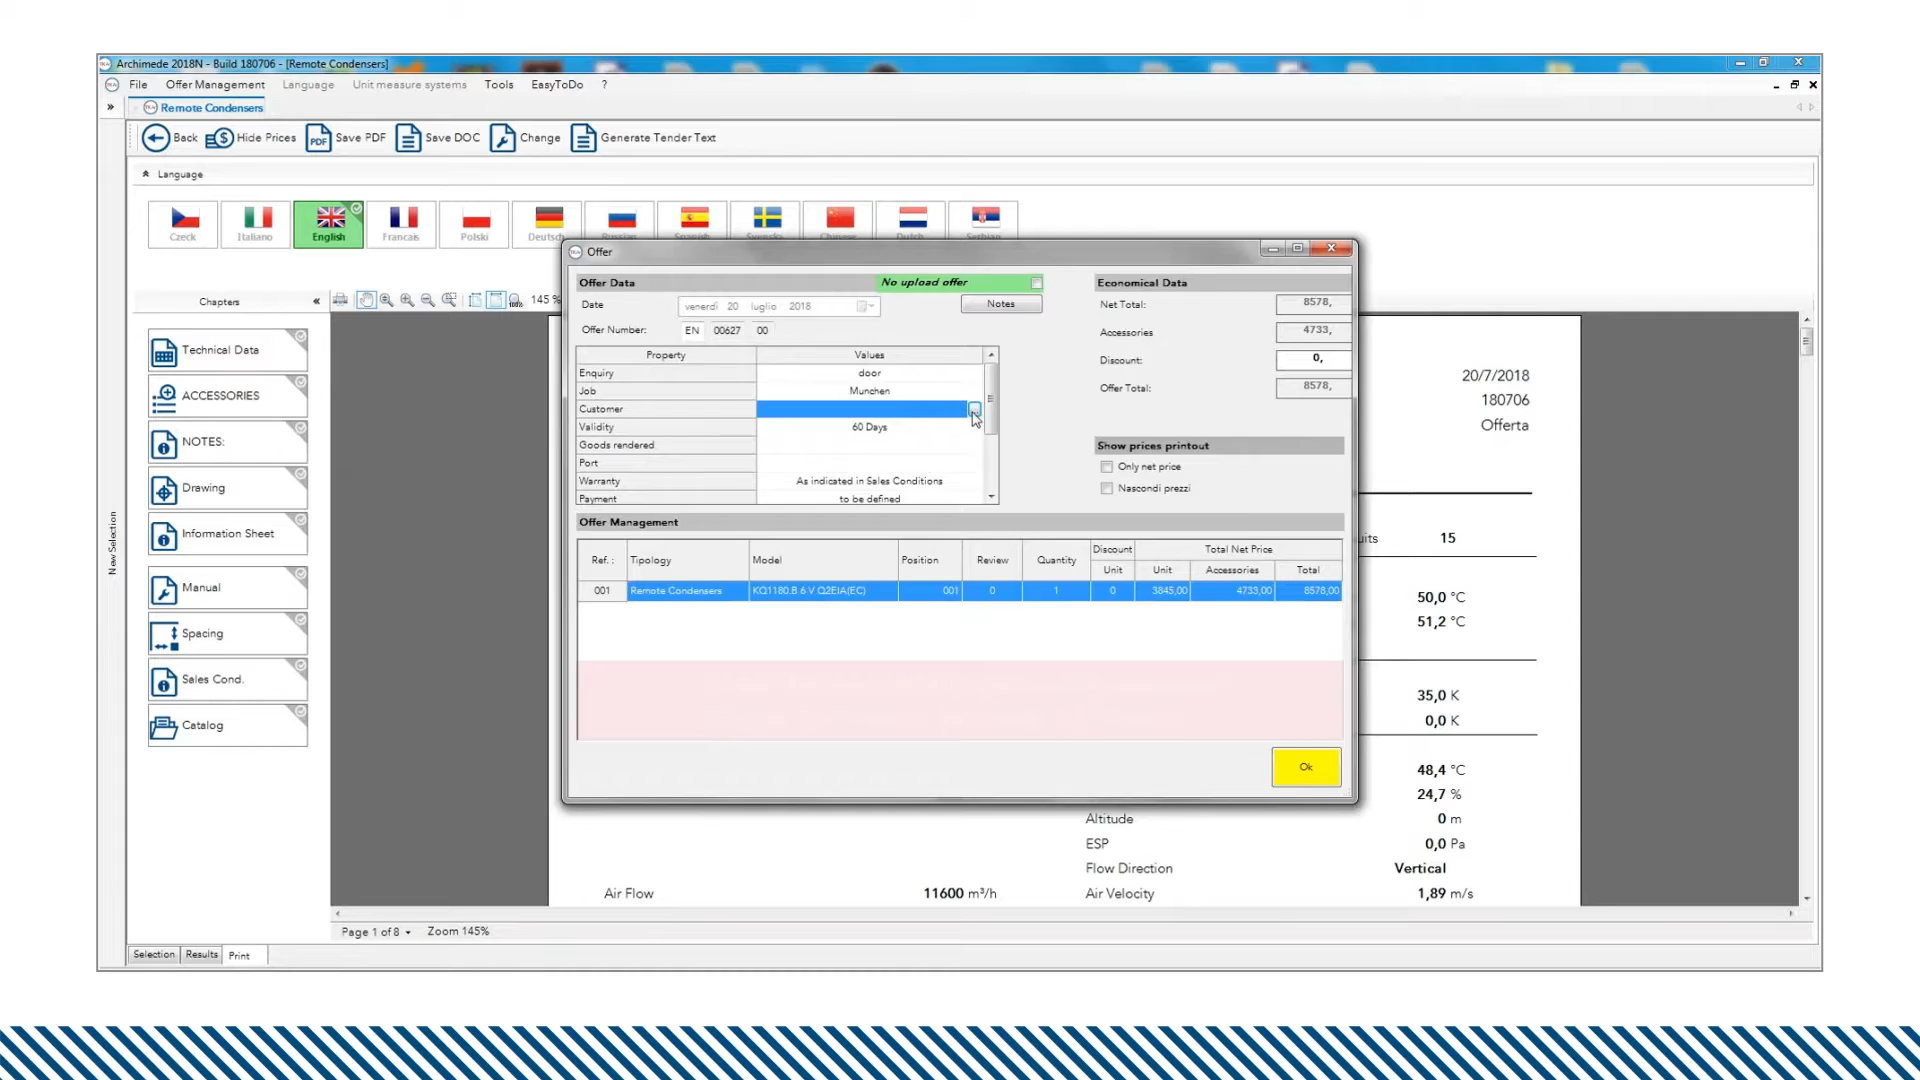 Archimede 2018N - Build 180706 - [Remote Condensers]
File Offer Management Language Unit measure systems Tools EasyToDo ?
Remote Condensers
Back Hide Prices Save PDF Save DOC Change Generate Tender Text
Language
Czeck Italiano English Francais Polski Deutsch Russian Spanish Svensko Chinese Dutch Serbian
Offer
Chapters
145 %
Offer Data
No upload offer
Date venerdì 20 luglio 2018
Notes
Offer Number: EN 00627 00
Property Values
Enquiry door
Job Munchen
Customer
Validity 60 Days
Goods rendered
Port
Warranty As indicated in Sales Conditions
Payment to be defined
Economical Data
Net Total: 8578,
Accessories 4733,
Discount: 0,
Offer Total: 8578,
Show prices printout
Only net price
Nascondi prezzi
Offer Management
Ref.: Tipology Model Position Review Quantity Discount Total Net Price
Unit Unit Accessories Total
001 Remote Condensers KQ1180.B 6 V Q2EIA(EC) 001 0 1 0 3845,00 4733,00 8578,00
Ok
Technical Data
ACCESSORIES
NOTES:
Drawing
Information Sheet
Manual
Spacing
Sales Cond.
Catalog
New Selection
20/7/2018
180706
Offerta
uits 15
50,0 °C
51,2 °C
35,0 K
0,0 K
48,4 °C
24,7 %
Altitude 0 m
ESP 0,0 Pa
Flow Direction Vertical
Air Flow 11600 m³/h Air Velocity 1,89 m/s
Page 1 of 8 Zoom 145%
Selection Results Print